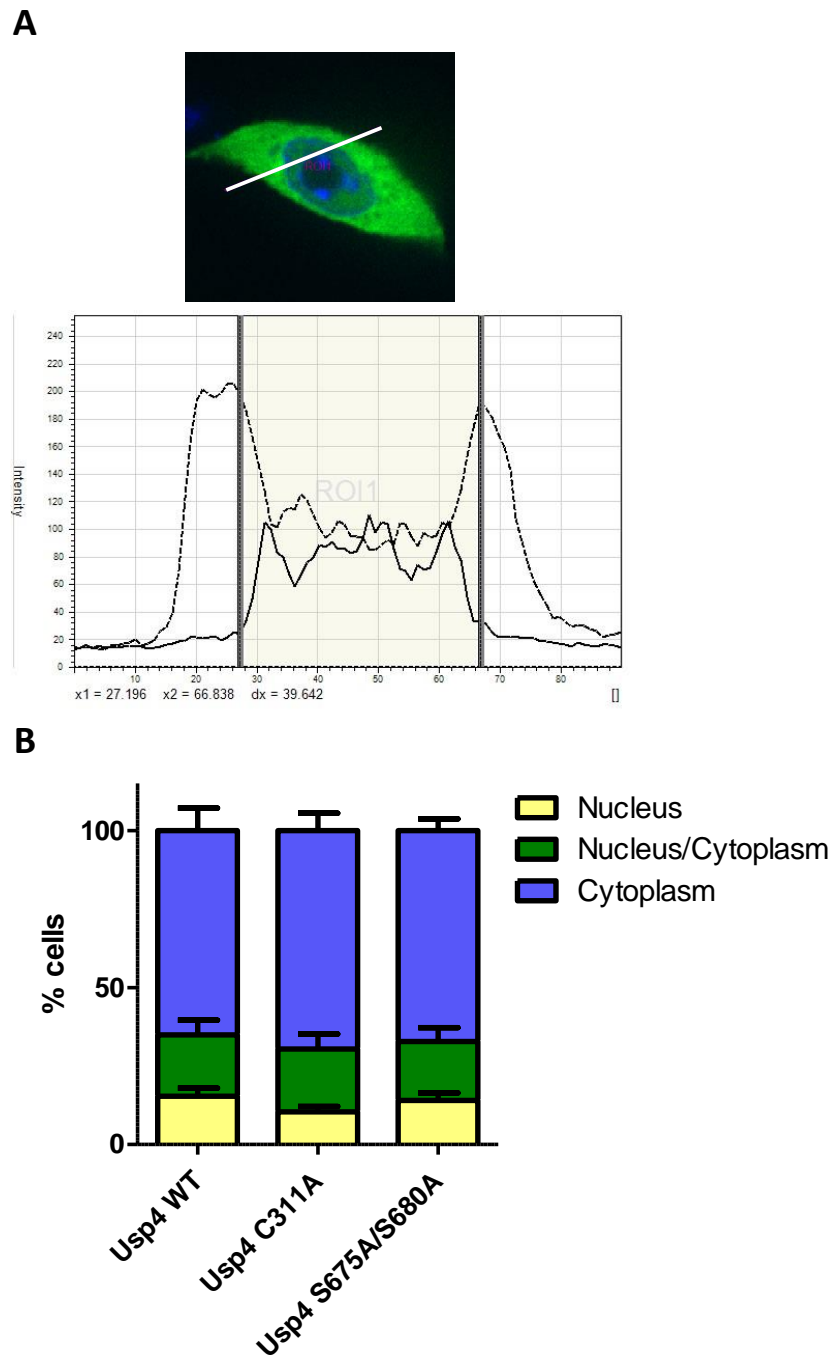 A
ROI1
240
220
200
180
160
140
120
100
80
60
40
20
0
Intensity
ROI1
10 20 30 40 50 60 70 80
x1 = 27.196 x2 = 66.838 dx = 39.642 []
B
100
50
0
% cells
Nucleus
Nucleus/Cytoplasm
Cytoplasm
Usp4 WT
Usp4 C311A
Usp4 S675A/S680A